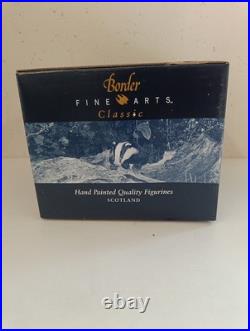 Border
FINE ARTS
Classic
Hand Painted Quality Figurines
SCOTLAND